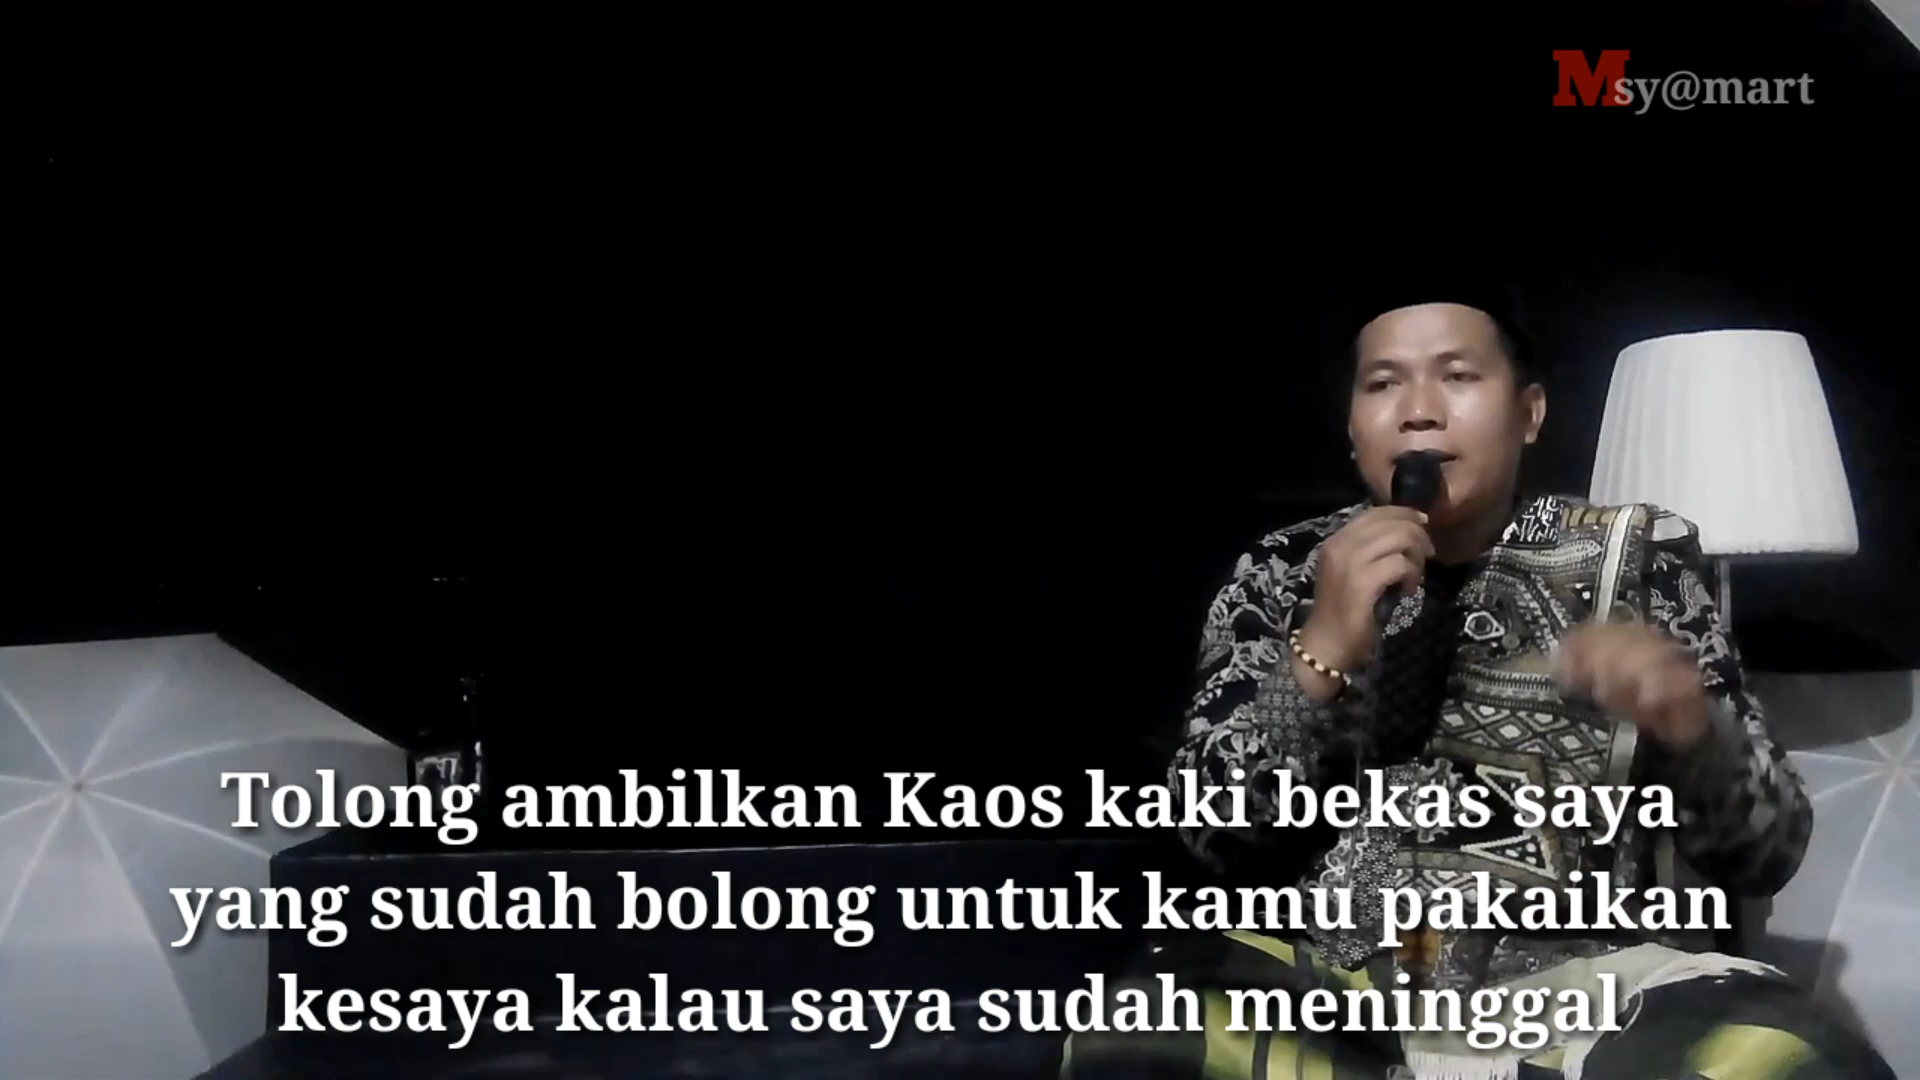 Msy@mart
Tolong ambilkan Kaos kaki bekas saya
yang sudah bolong untuk kamu pakaikan
kesaya kalau saya sudah meninggal